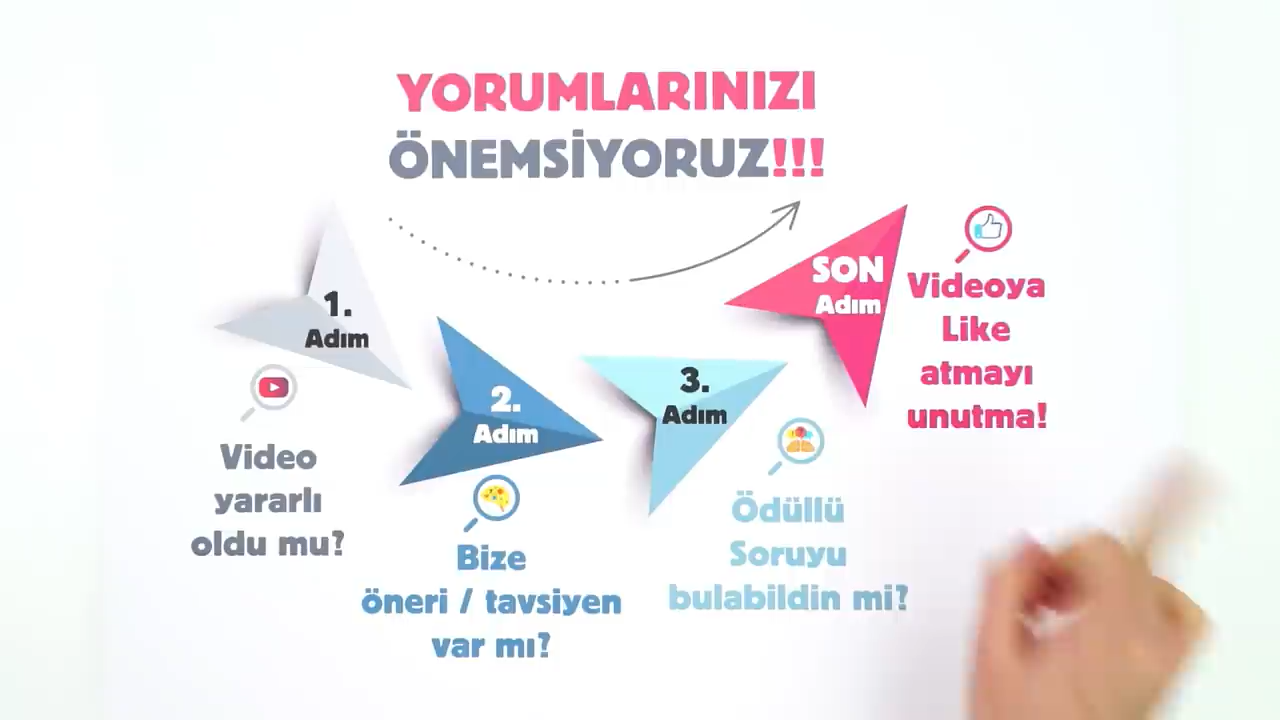 YORUMLARINIZI
ÖNEMSİYORUZ!!!
1.
Adım
Video
yararlı
oldu mu?
2.
Adım
Bize
öneri / tavsiyen
var mı?
3.
Adım
Ödüllü
Soruyu
bulabildin mi?
SON
Adım
Videoya
Like
atmayı
unutma!